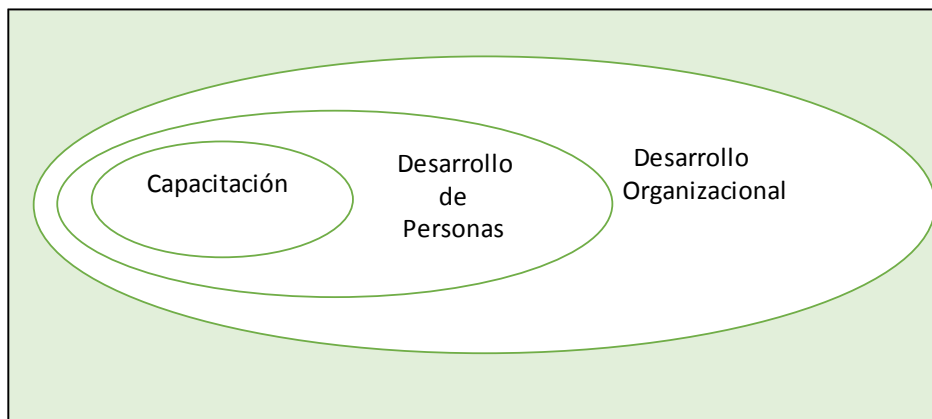 Capacitación
Desarrollo
de
Personas
Desarrollo
Organizacional